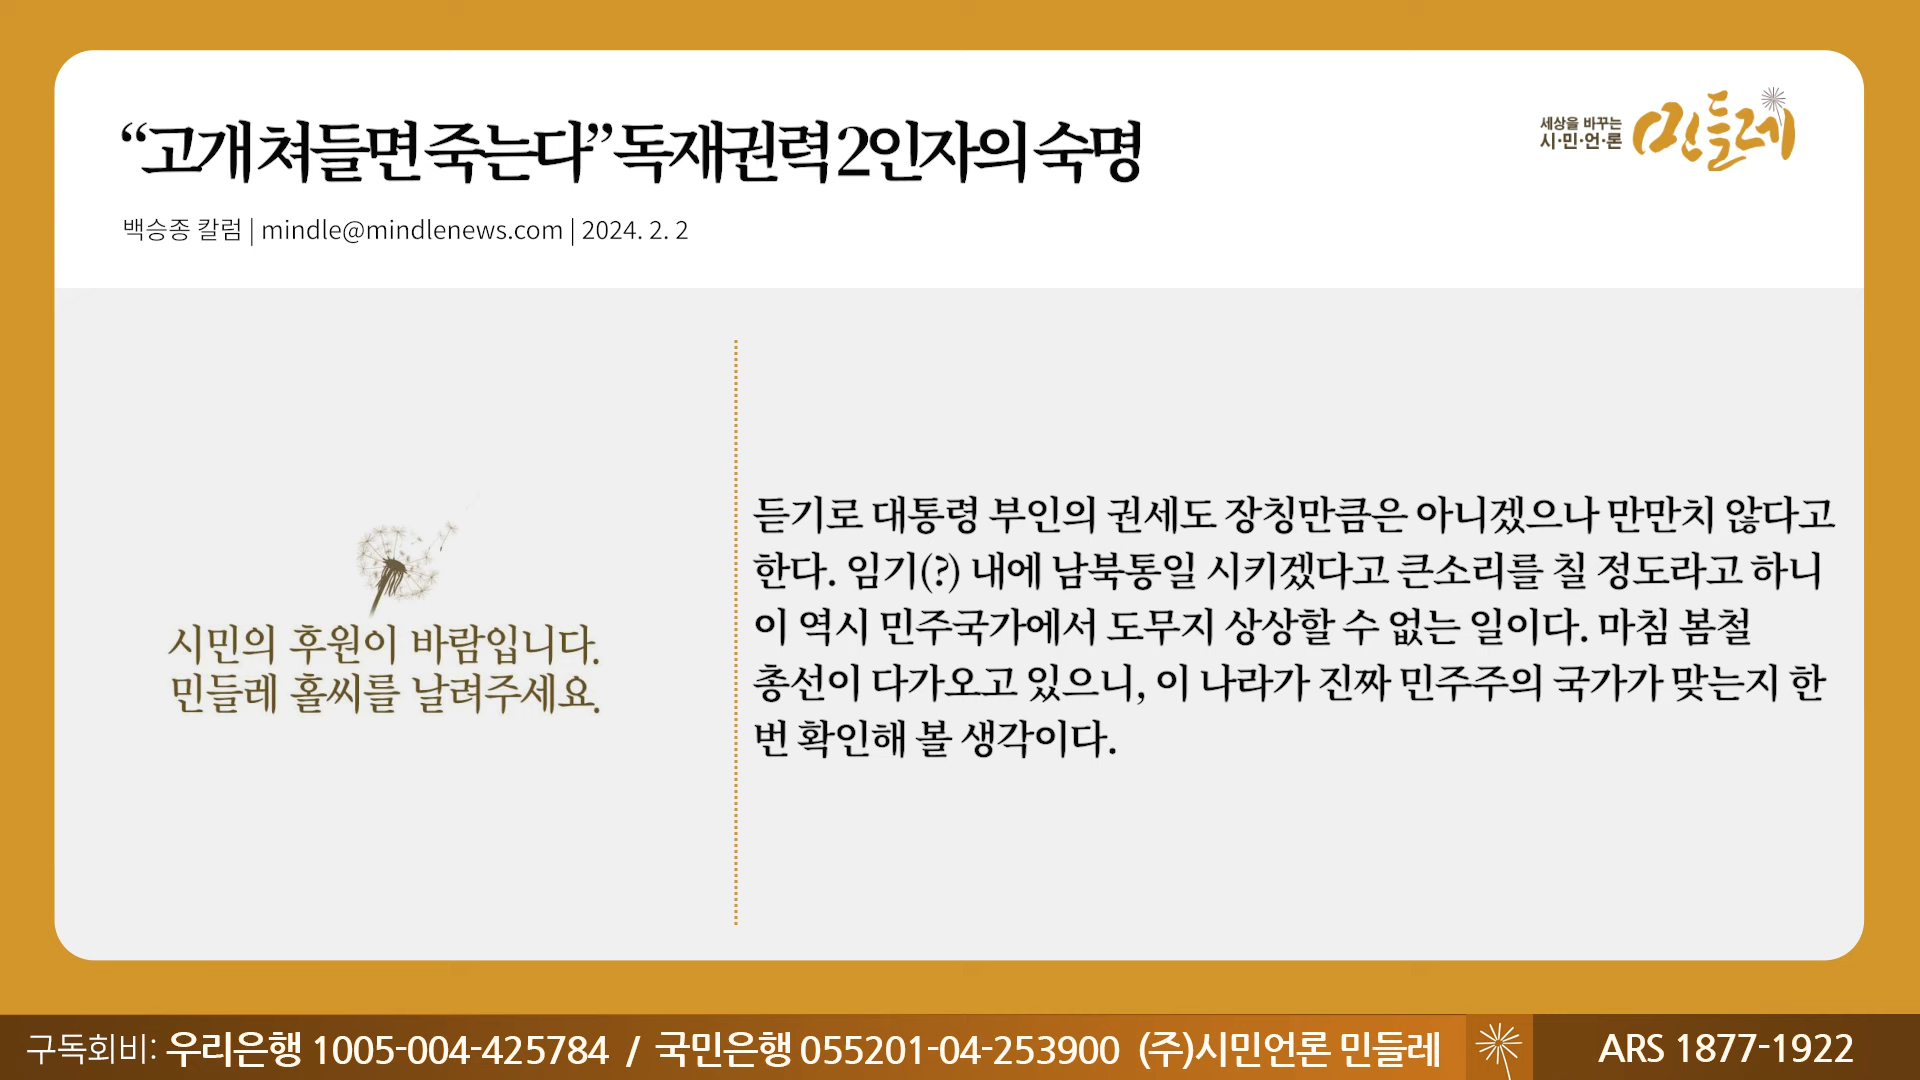 “고개 쳐들면 죽는다” 독재권력 2인자의 숙명
세상을 바꾸는
시·민·언·론
민들레
백승종 칼럼 | mindle@mindlenews.com | 2024. 2. 2
시민의 후원이 바람입니다.
민들레 홀씨를 날려주세요.
듣기로 대통령 부인의 권세도 장칭만큼은 아니겠으나 만만치 않다고
한다. 임기(?) 내에 남북통일 시키겠다고 큰소리를 칠 정도라고 하니
이 역시 민주국가에서 도무지 상상할 수 없는 일이다. 마침 봄철
총선이 다가오고 있으니, 이 나라가 진짜 민주주의 국가가 맞는지 한
번 확인해 볼 생각이다.
구독회비: 우리은행 1005-004-425784 / 국민은행 055201-04-253900 (주)시민언론 민들레
ARS 1877-1922